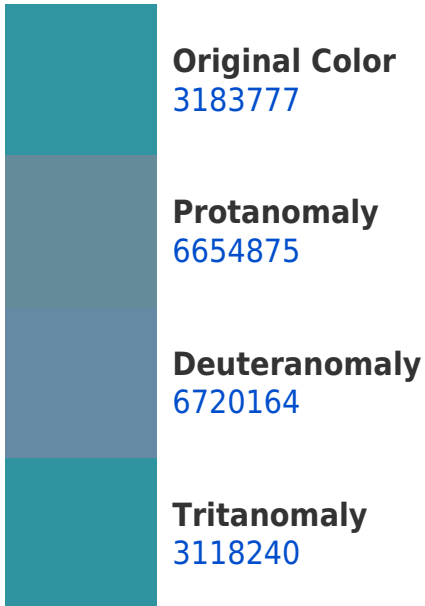 Original Color
3183777
Protanomaly
6654875
Deuteranomaly
6720164
Tritanomaly
3118240